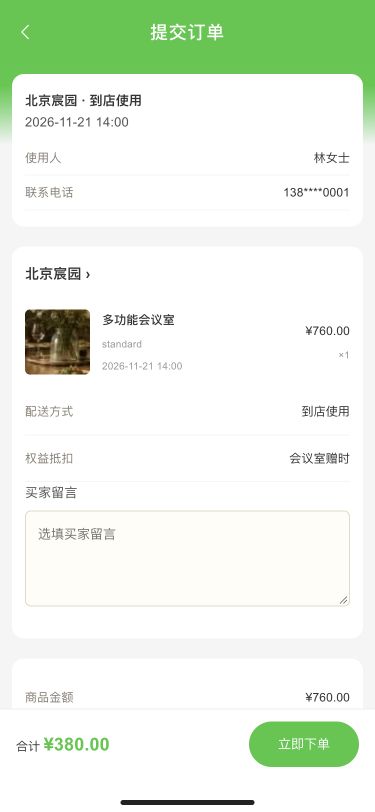 提交订单
北京宸园 · 到店使用
2026-11-21 14:00
使用人 林女士
联系电话 138****0001
北京宸园 ›
多功能会议室
¥760.00
standard
×1
2026-11-21 14:00
配送方式 到店使用
权益抵扣 会议室赠时
买家留言
选填买家留言
商品金额 ¥760.00
合计 ¥380.00 立即下单